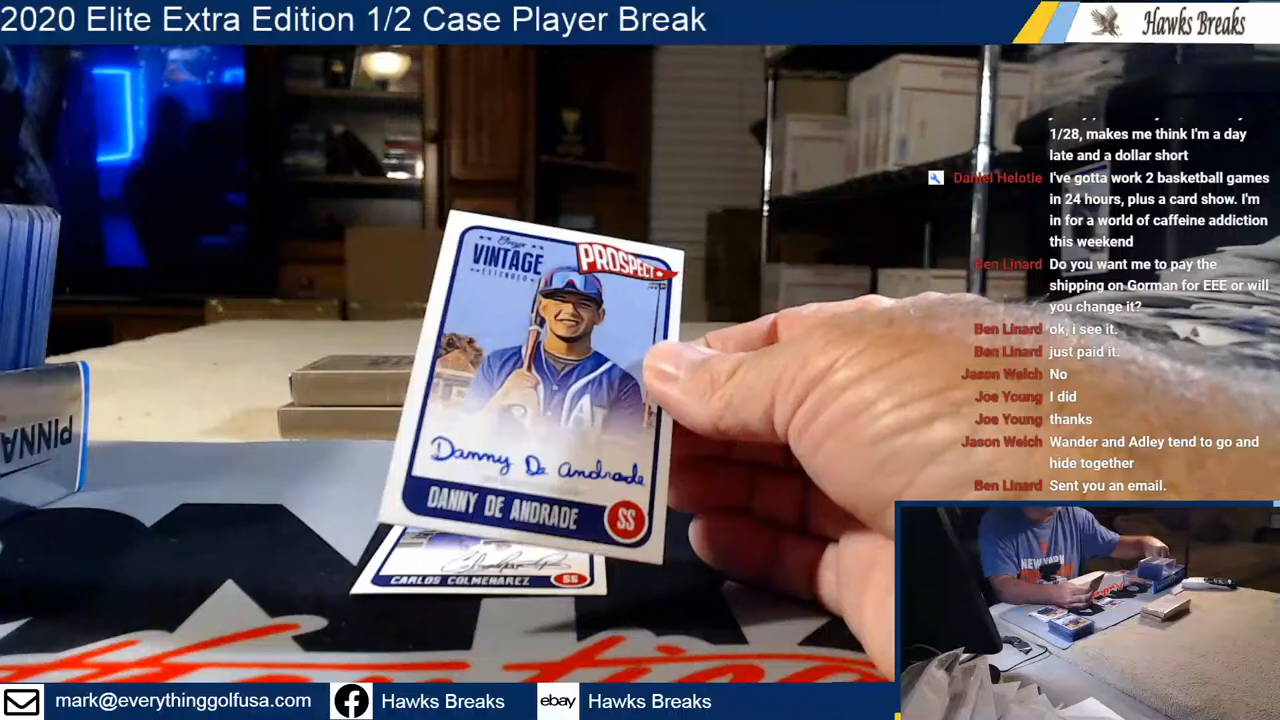 2020 Elite Extra Edition 1/2 Case Player Break
Hawks Breaks
1/28, makes me think I'm a day
late and a dollar short
Daniel Helotie I've gotta work 2 basketball games
in 24 hours, plus a card show. I'm
in for a world of caffeine addiction
this weekend
Ben Linard Do you want me to pay the
shipping on Gorman for EEE or will
you change it?
Ben Linard ok, i see it.
Ben Linard just paid it.
Jason Welch No
Joe Young I did
Joe Young thanks
Jason Welch Wander and Adley tend to go and
hide together
Ben Linard Sent you an email.
Onyx
VINTAGE
EXTENDED
PROSPECT
Danny De Andrade
DANNY DE ANDRADE
SS
CARLOS COLMENAREZ
SS
PINNA
NEW YORK
mark@everythinggolfusa.com
Hawks Breaks
ebay
Hawks Breaks